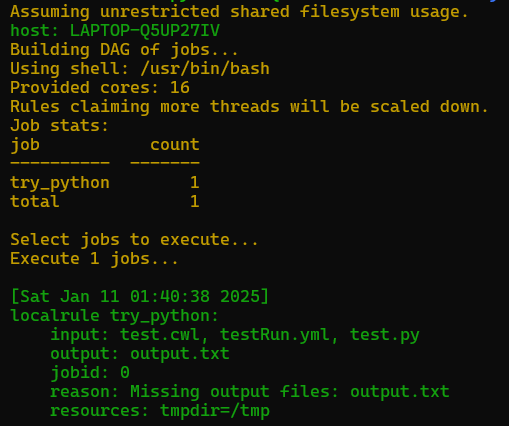 Assuming unrestricted shared filesystem usage.
host: LAPTOP-Q5UP27IV
Building DAG of jobs...
Using shell: /usr/bin/bash
Provided cores: 16
Rules claiming more threads will be scaled down.
Job stats:
job           count
----------  -------
try_python        1
total             1
Select jobs to execute...
Execute 1 jobs...
[Sat Jan 11 01:40:38 2025]
localrule try_python:
    input: test.cwl, testRun.yml, test.py
    output: output.txt
    jobid: 0
    reason: Missing output files: output.txt
    resources: tmpdir=/tmp